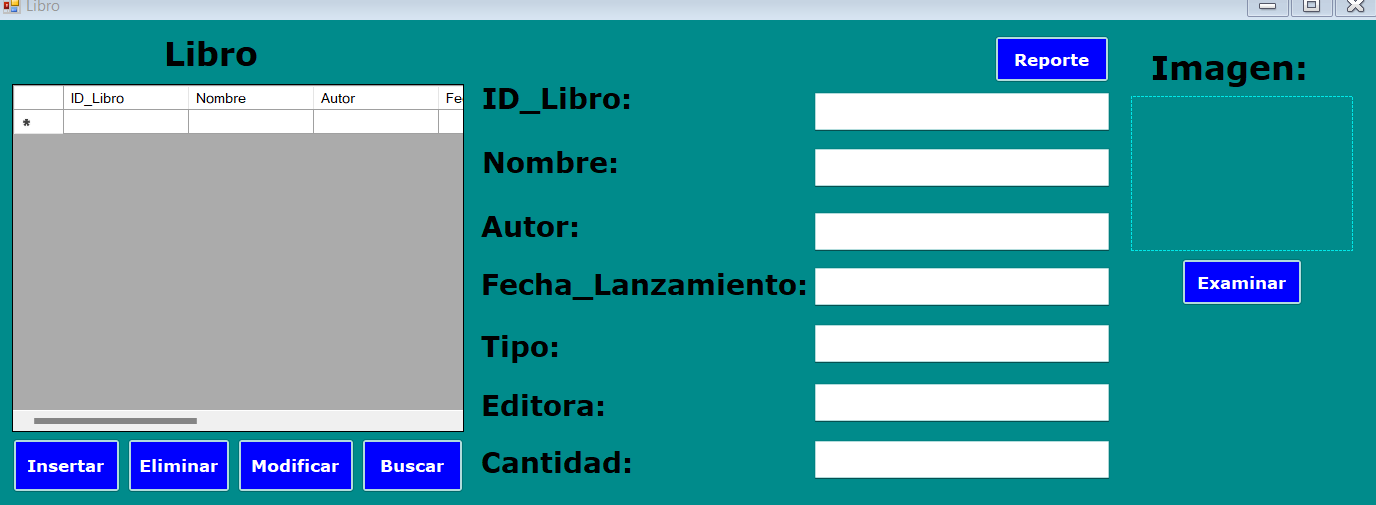 Libro
Libro
ID_Libro Nombre Autor Fe
*
Insertar Eliminar Modificar Buscar
Reporte
ID_Libro:
Nombre:
Autor:
Fecha_Lanzamiento:
Tipo:
Editora:
Cantidad:
Imagen:
Examinar